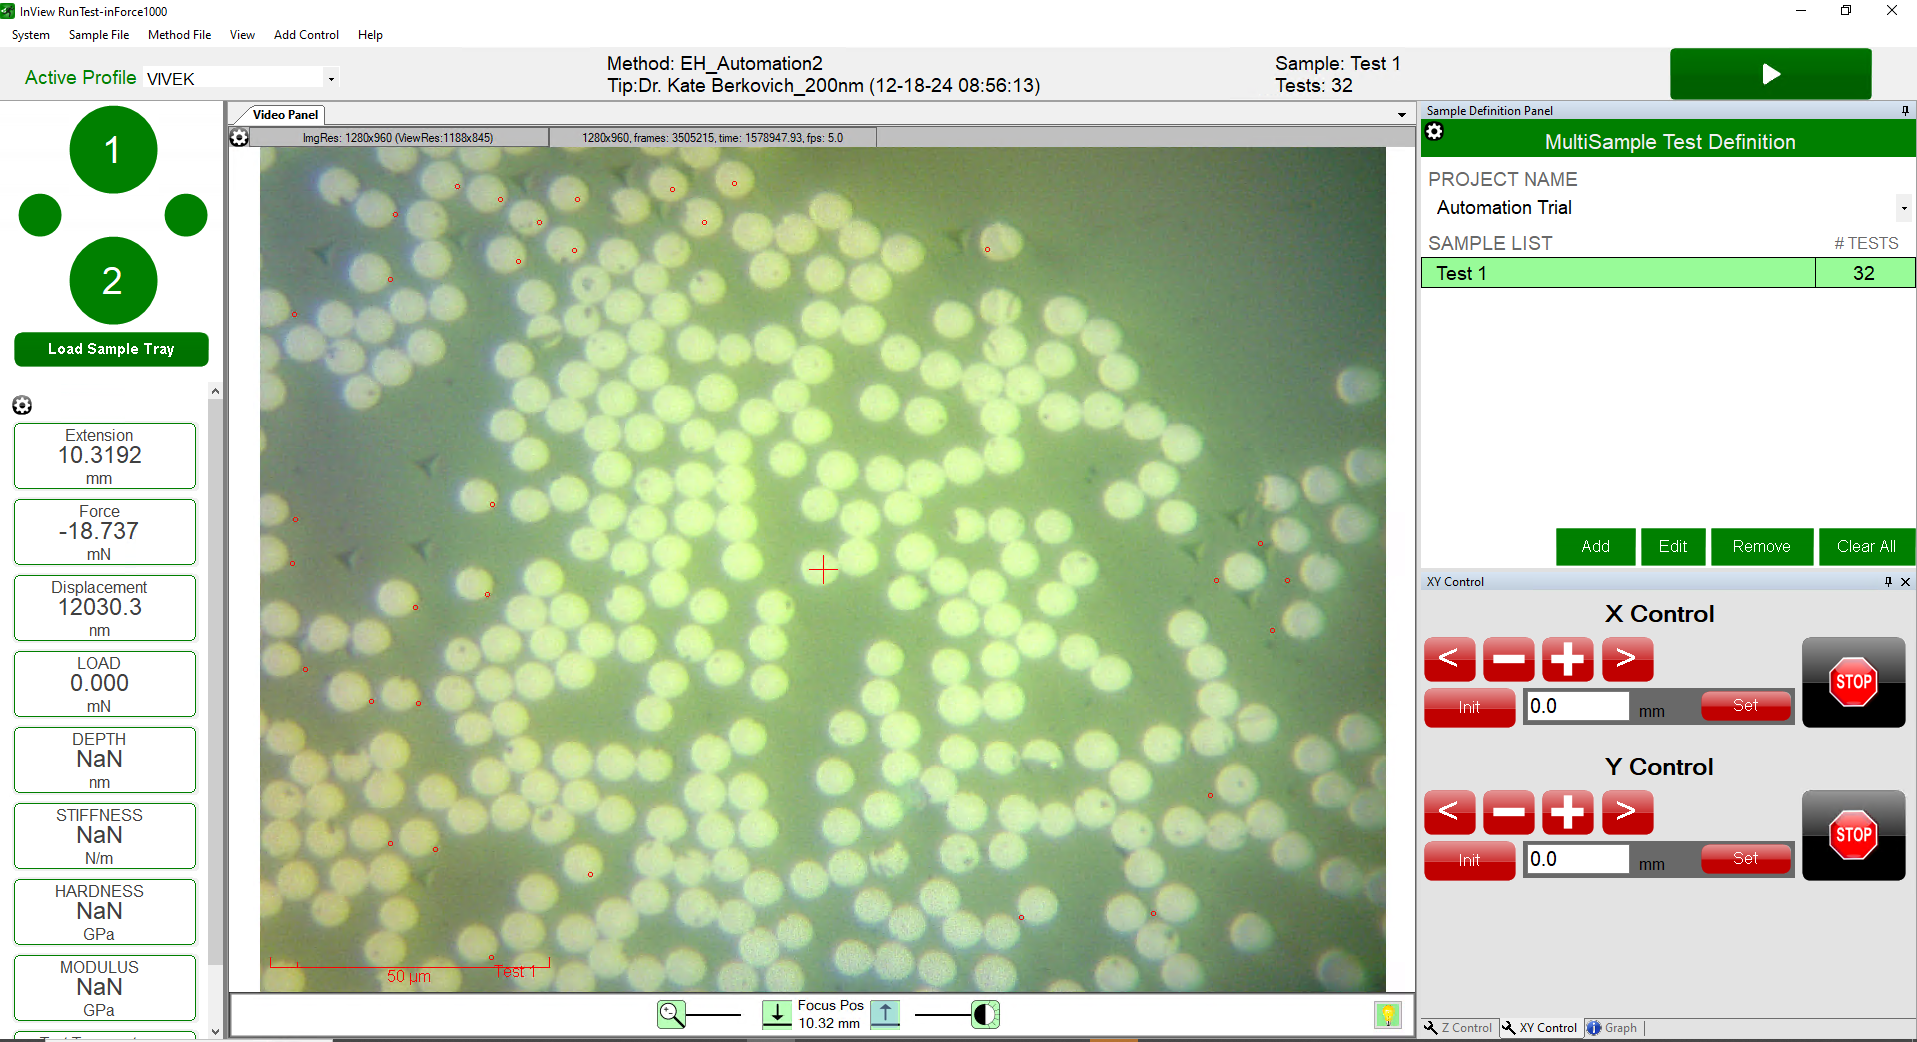 InView RunTest-inForce1000
System Sample File Method File View Add Control Help
Active Profile VIVEK
Method: EH_Automation2
Tip:Dr. Kate Berkovich_200nm (12-18-24 08:56:13)
Sample: Test 1
Tests: 32
1
2
Load Sample Tray
Extension
10.3192
mm
Force
-18.737
mN
Displacement
12030.3
nm
LOAD
0.000
mN
DEPTH
NaN
nm
STIFFNESS
NaN
N/m
HARDNESS
NaN
GPa
MODULUS
NaN
GPa
Video Panel
ImgRes: 1280x960 (ViewRes:1188x845)
1280x960, frames: 3505215, time: 1578947.93, fps: 5.0
50 µm
Test 1
Focus Pos
10.32 mm
Sample Definition Panel
MultiSample Test Definition
PROJECT NAME
Automation Trial
SAMPLE LIST # TESTS
Test 1 32
Add Edit Remove Clear All
XY Control
X Control
< >
STOP
Init 0.0 mm Set
Y Control
< >
STOP
Init 0.0 mm Set
Z Control XY Control Graph